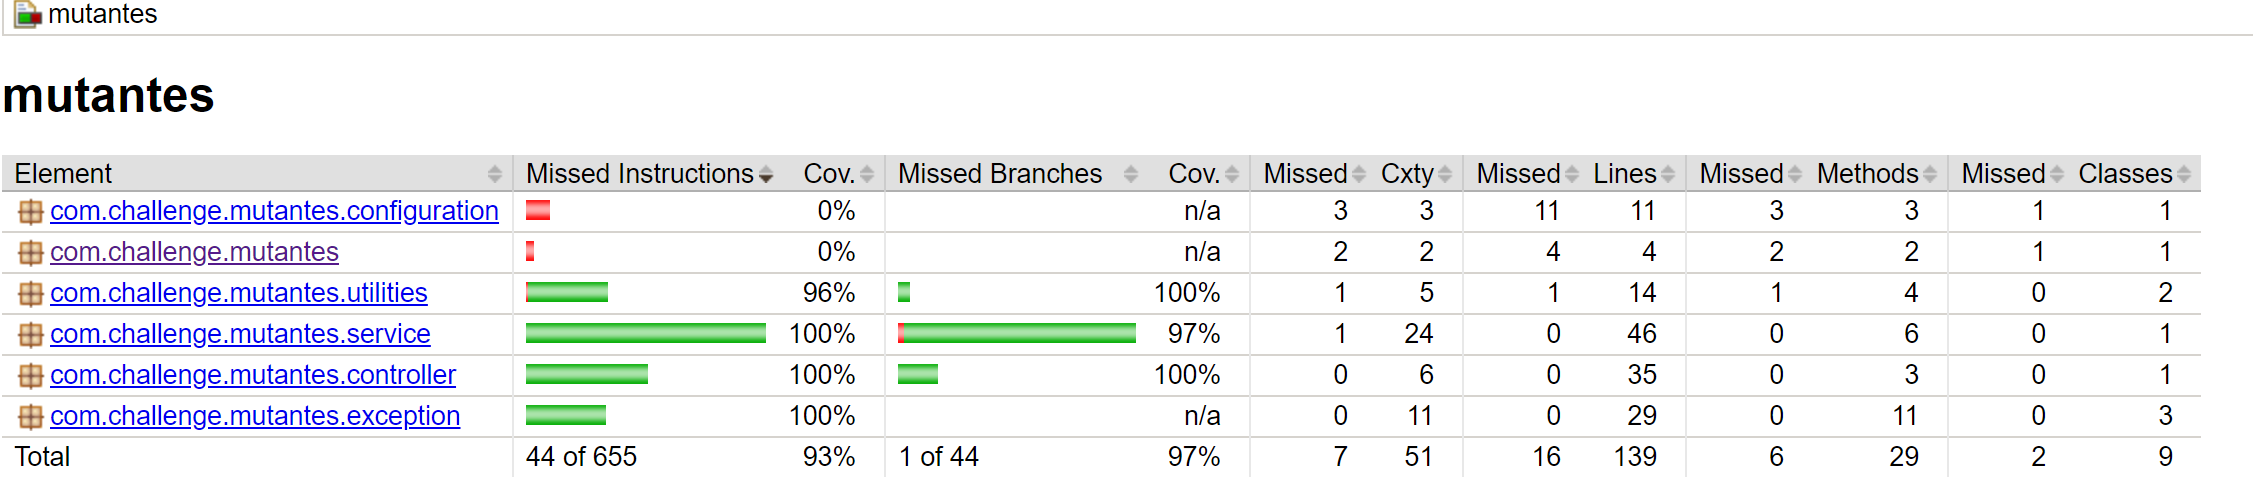 mutantes
mutantes
Element Missed Instructions Cov. Missed Branches Cov. Missed Cxty Missed Lines Missed Methods Missed Classes
com.challenge.mutantes.configuration 0% n/a 3 3 11 11 3 3 1 1
com.challenge.mutantes 0% n/a 2 2 4 4 2 2 1 1
com.challenge.mutantes.utilities 96% 100% 1 5 1 14 1 4 0 2
com.challenge.mutantes.service 100% 97% 1 24 0 46 0 6 0 1
com.challenge.mutantes.controller 100% 100% 0 6 0 35 0 3 0 1
com.challenge.mutantes.exception 100% n/a 0 11 0 29 0 11 0 3
Total 44 of 655 93% 1 of 44 97% 7 51 16 139 6 29 2 9